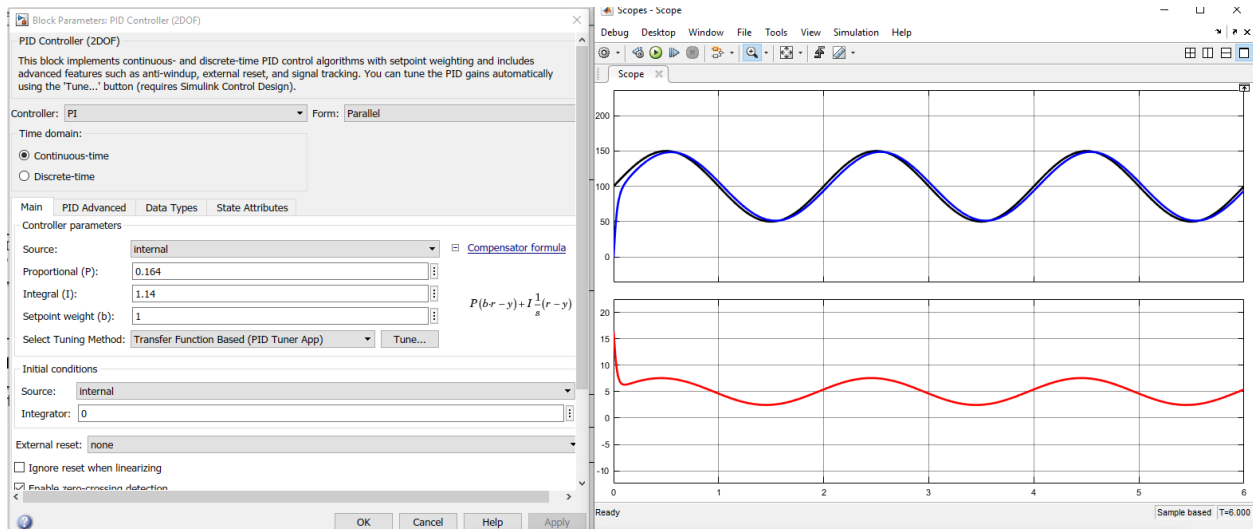 Block Parameters: PID Controller (2DOF)
PID Controller (2DOF)
This block implements continuous- and discrete-time PID control algorithms with setpoint weighting and includes
advanced features such as anti-windup, external reset, and signal tracking. You can tune the PID gains automatically
using the 'Tune...' button (requires Simulink Control Design).
Controller: PI Form: Parallel
Time domain:
Continuous-time
Discrete-time
Main PID Advanced Data Types State Attributes
Controller parameters
Source: internal Compensator formula
Proportional (P): 0.164
Integral (I): 1.14
P(b·r − y) + I 1/s (r − y)
Setpoint weight (b): 1
Select Tuning Method: Transfer Function Based (PID Tuner App) Tune...
Initial conditions
Source: internal
Integrator: 0
External reset: none
Ignore reset when linearizing
Enable zero-crossing detection
OK Cancel Help Apply
Scopes - Scope
Debug Desktop Window File Tools View Simulation Help
Scope
200
150
100
50
0
20
15
10
5
0
-5
-10
0 1 2 3 4 5 6
Ready Sample based T=6.000